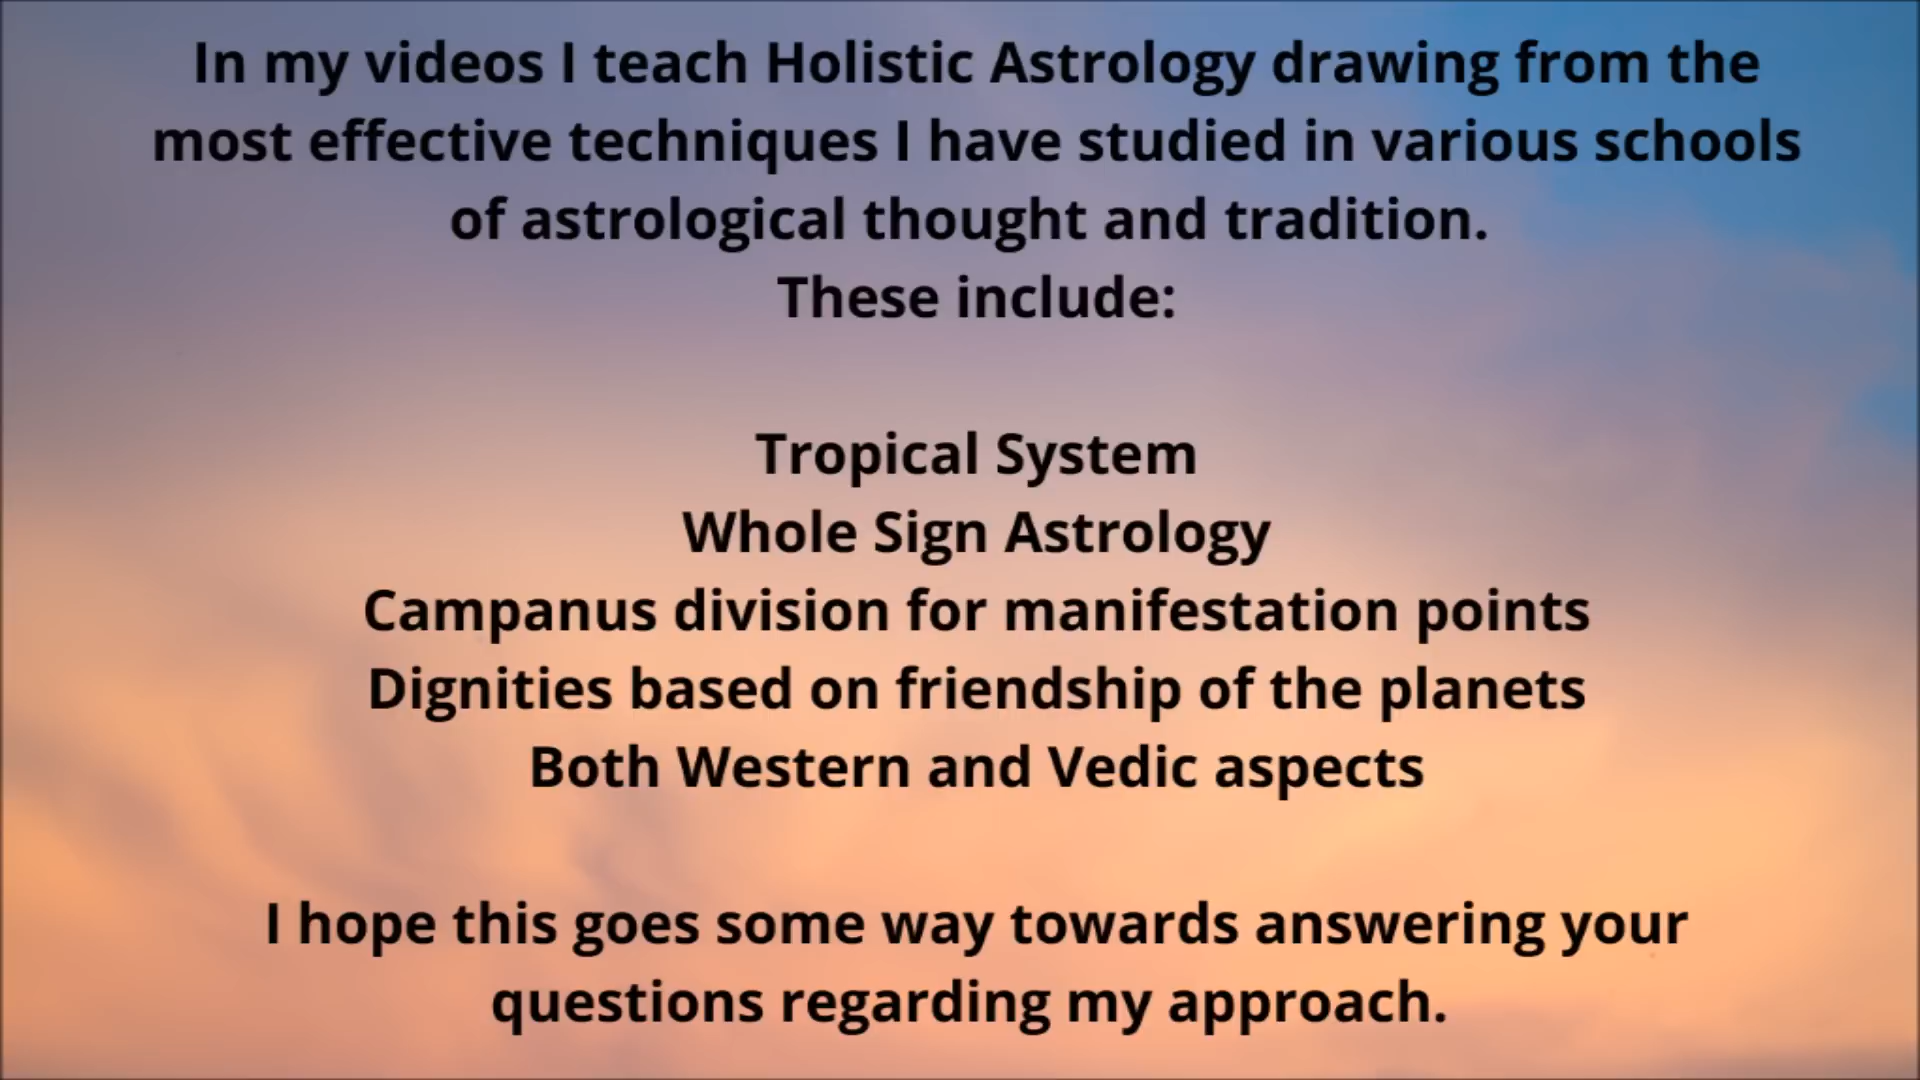 In my videos I teach Holistic Astrology drawing from the
most effective techniques I have studied in various schools
of astrological thought and tradition.
These include:
Tropical System
Whole Sign Astrology
Campanus division for manifestation points
Dignities based on friendship of the planets
Both Western and Vedic aspects
I hope this goes some way towards answering your
questions regarding my approach.